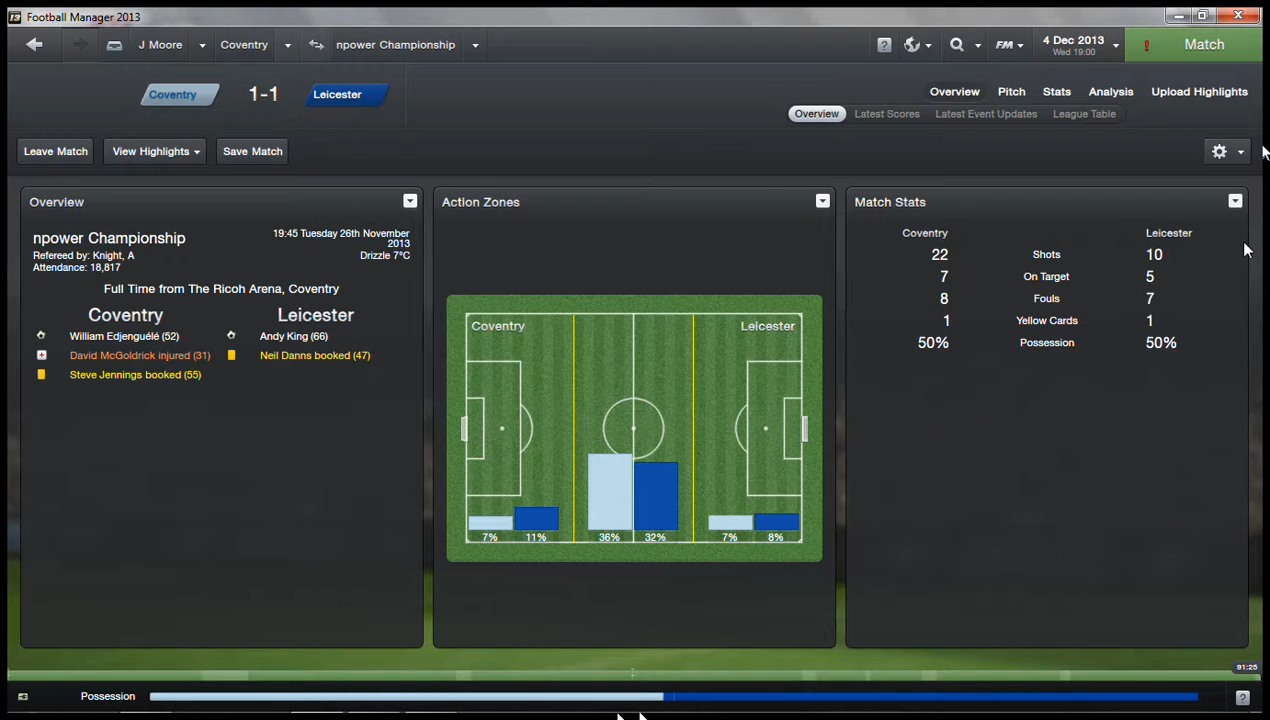 Football Manager 2013
J Moore Coventry npower Championship
? FM 4 Dec 2013 Wed 19:00 ! Match
Coventry 1-1 Leicester
Overview Pitch Stats Analysis Upload Highlights
Overview Latest Scores Latest Event Updates League Table
Leave Match View Highlights Save Match
Overview
npower Championship
19:45 Tuesday 26th November
2013
Refereed by: Knight, A
Drizzle 7°C
Attendance: 18,817
Full Time from The Ricoh Arena, Coventry
Coventry Leicester
William Edjenguélé (52) Andy King (66)
David McGoldrick injured (31) Neil Danns booked (47)
Steve Jennings booked (55)
Action Zones
Coventry Leicester
7% 11% 36% 32% 7% 8%
Match Stats
Coventry Leicester
22 Shots 10
7 On Target 5
8 Fouls 7
1 Yellow Cards 1
50% Possession 50%
91:25
Possession ?